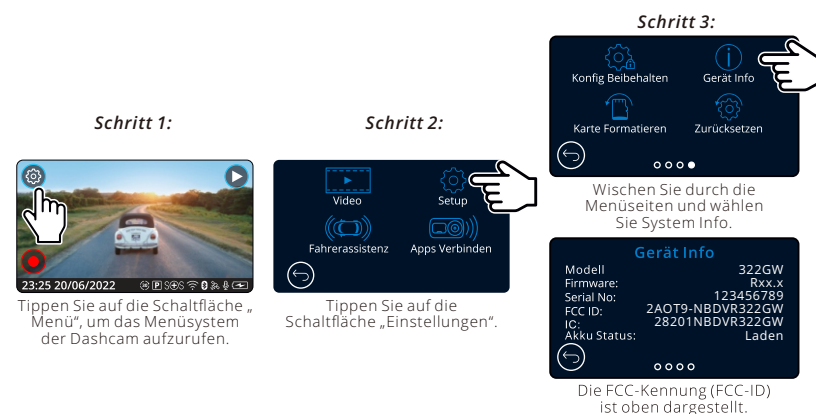 Schritt 1:
23:25 20/06/2022
Tippen Sie auf die Schaltfläche „
Menü“, um das Menüsystem
der Dashcam aufzurufen.
Schritt 2:
Video
Setup
Fahrerassistenz
Apps Verbinden
Tippen Sie auf die
Schaltfläche „Einstellungen“.
Schritt 3:
Konfig Beibehalten
Gerät Info
Karte Formatieren
Zurücksetzen
Wischen Sie durch die
Menüseiten und wählen
Sie System Info.
Gerät Info
Modell 322GW
Firmware: Rxx.x
Serial No: 123456789
FCC ID: 2AOT9-NBDVR322GW
IC: 28201NBDVR322GW
Akku Status: Laden
Die FCC-Kennung (FCC-ID)
ist oben dargestellt.